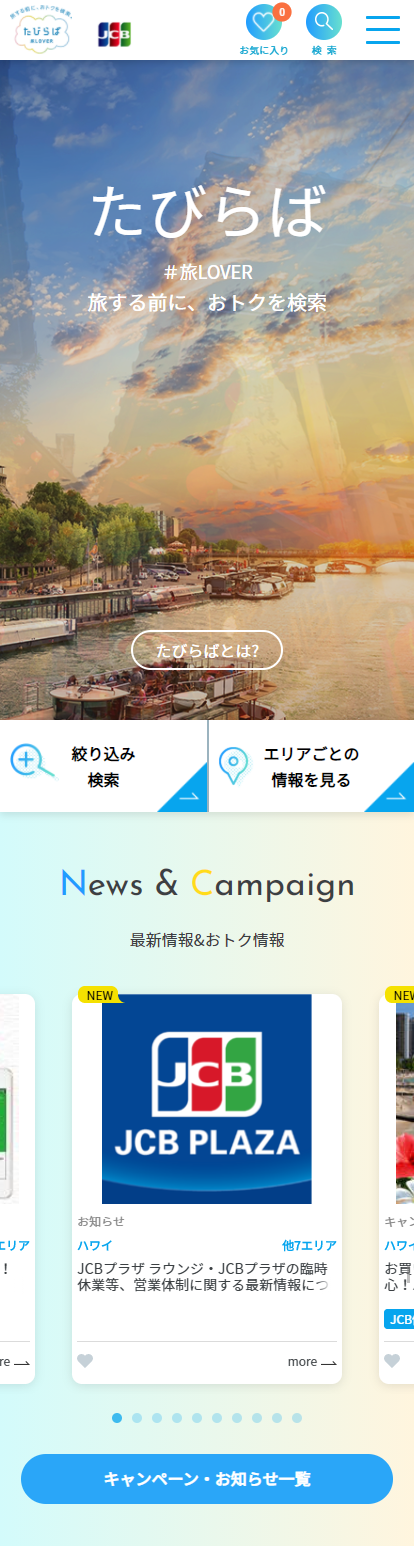 旅する前に、おトクを検索。
たびらば
#旅LOVER
JCB
0
お気に入り
検索
たびらば
#旅LOVER
旅する前に、おトクを検索
たびらばとは?
絞り込み
検索
エリアごとの
情報を見る
News & Campaign
最新情報&おトク情報
NEW
NEW
JCB
JCB PLAZA
お知らせ
キャン
エリア
ハワイ
他7エリア
ハワイ
！
JCBプラザ ラウンジ・JCBプラザの臨時
休業等、営業体制に関する最新情報につ
お買
心！
JCB
re
more
キャンペーン・お知らせ一覧